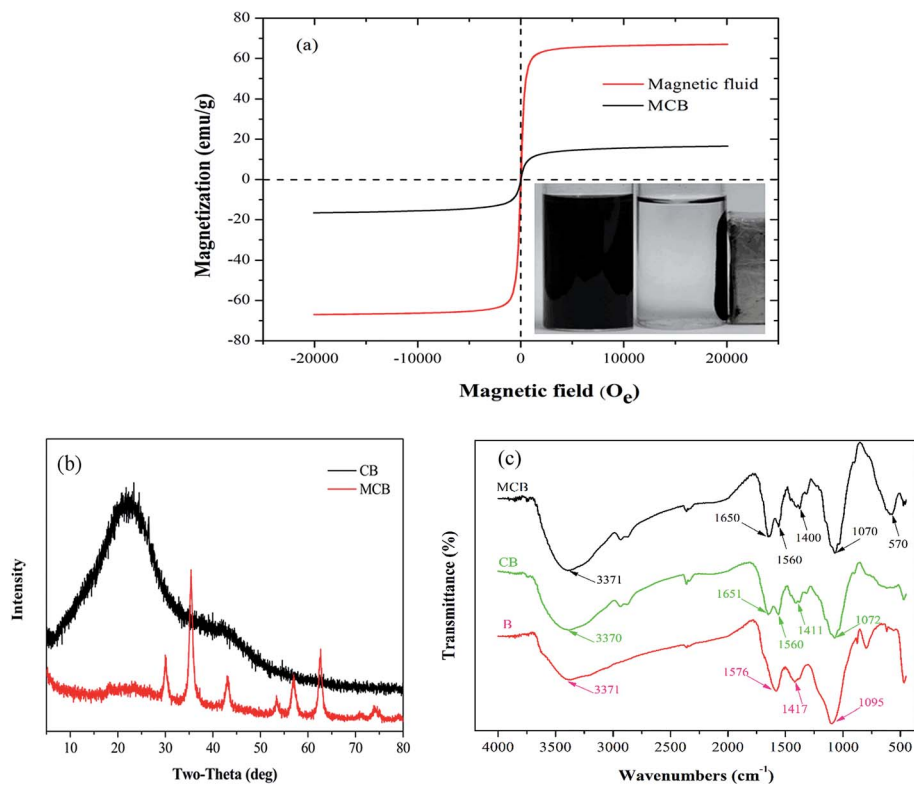 (a)
80
60
40
20
0
-20
-40
-60
-80
Magnetization (emu/g)
Magnetic fluid
MCB
-20000 -10000 0 10000 20000
Magnetic field (Oe)
(b)
CB
MCB
Intensity
10 20 30 40 50 60 70 80
Two-Theta (deg)
(c)
MCB
1650
1560
1400
1070
570
3371
CB
1651
1560
1411
1072
3370
B
1576
1417
1095
3371
Transmittance (%)
4000 3500 3000 2500 2000 1500 1000 500
Wavenumbers (cm⁻¹)